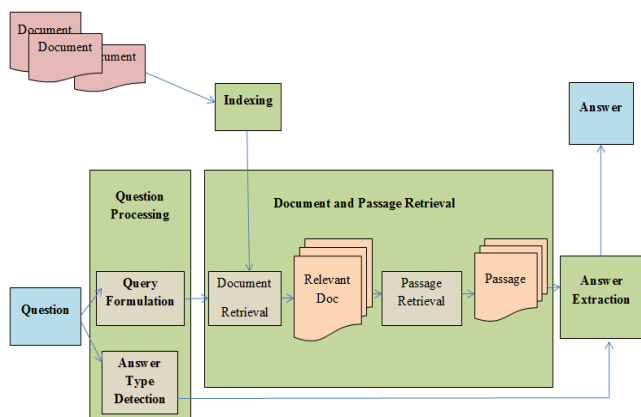 Document
Document
ocument
Indexing
Answer
Question
Processing
Document and Passage Retrieval
Query
Formulation
Document
Retrieval
Relevant
Doc
Passage
Retrieval
Passage
Answer
Extraction
Question
Answer
Type
Detection